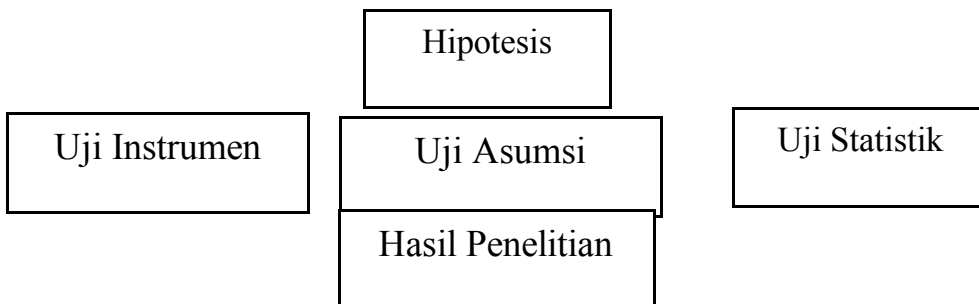 Hipotesis
Uji Instrumen
Uji Asumsi
Uji Statistik
Hasil Penelitian